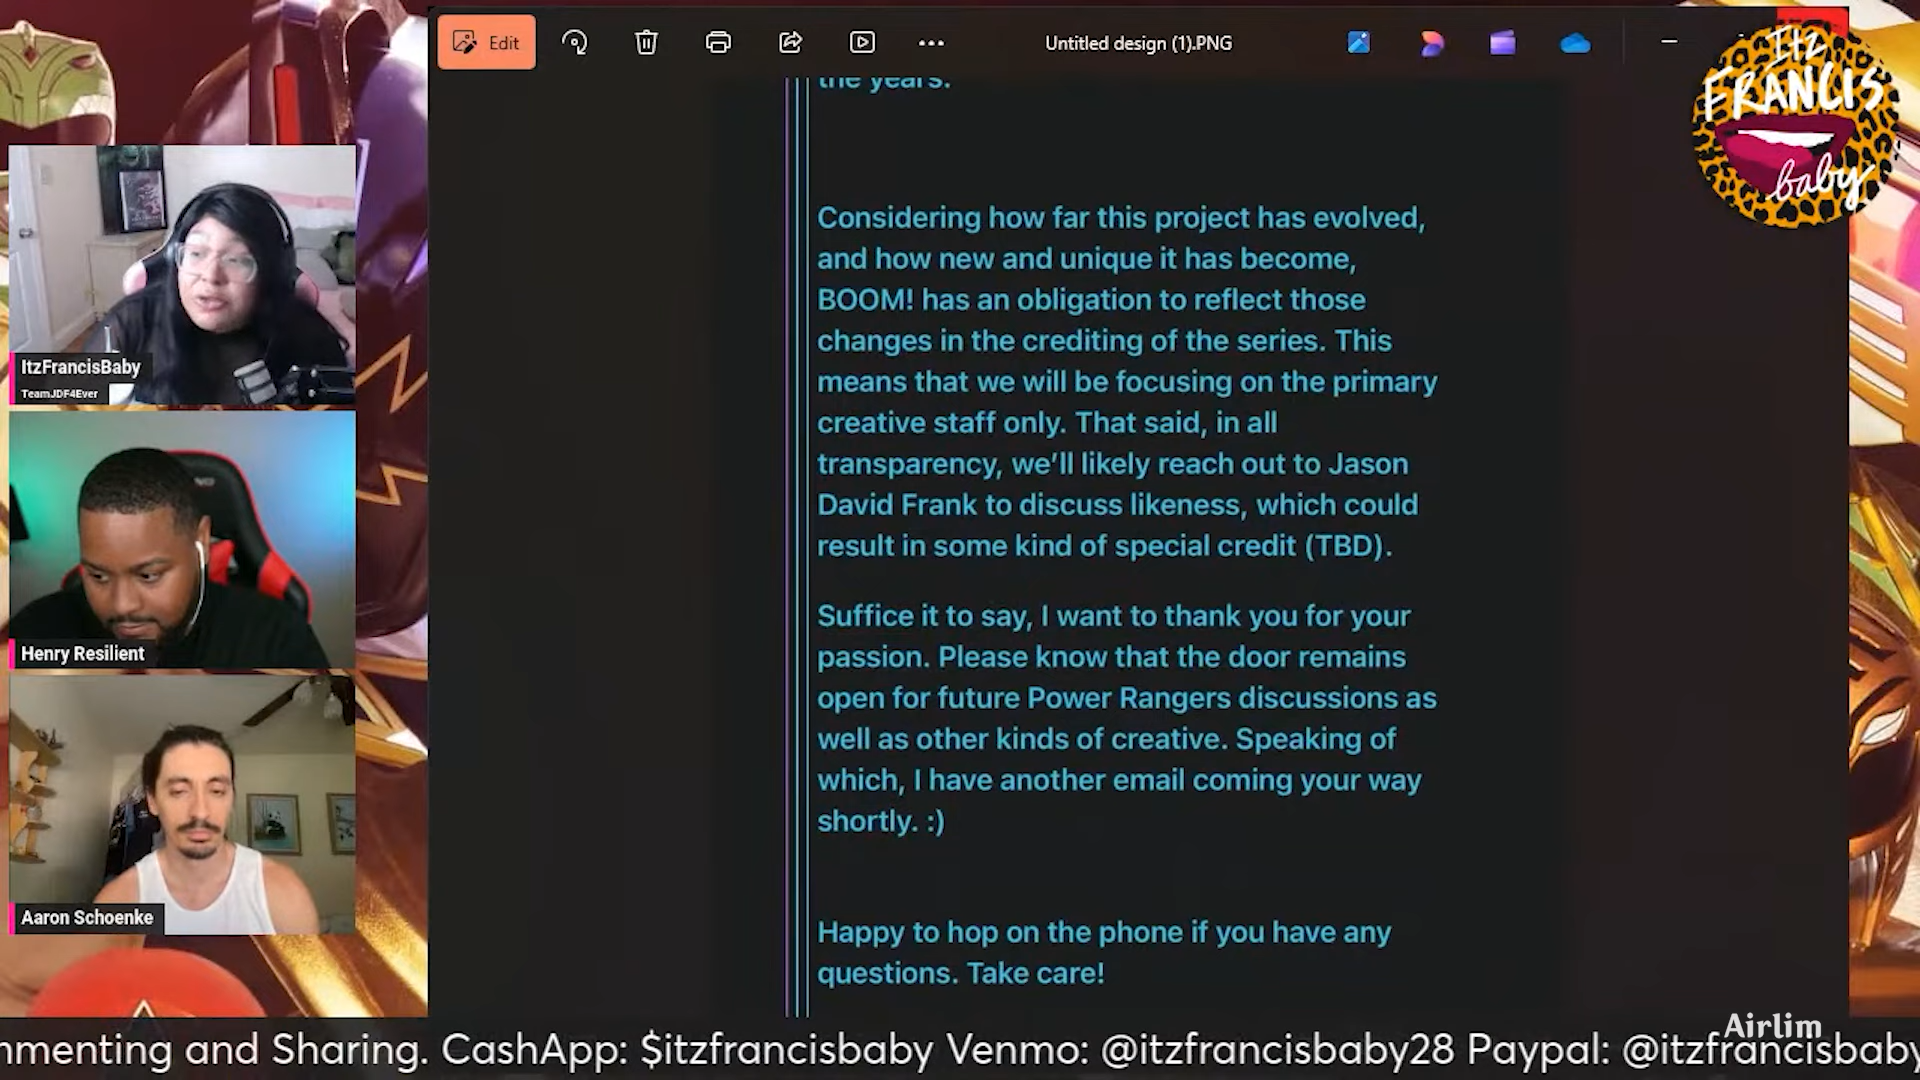 Edit
Untitled design (1).PNG
Itz
FRANCIS
baby
the years.
Considering how far this project has evolved,
and how new and unique it has become,
BOOM! has an obligation to reflect those
changes in the crediting of the series. This
means that we will be focusing on the primary
creative staff only. That said, in all
transparency, we'll likely reach out to Jason
David Frank to discuss likeness, which could
result in some kind of special credit (TBD).
Suffice it to say, I want to thank you for your
passion. Please know that the door remains
open for future Power Rangers discussions as
well as other kinds of creative. Speaking of
which, I have another email coming your way
shortly. :)
Happy to hop on the phone if you have any
questions. Take care!
ItzFrancisBaby
TeamJDF4Ever
Henry Resilient
Aaron Schoenke
Airlim
nmenting and Sharing. CashApp: $itzfrancisbaby Venmo: @itzfrancisbaby28 Paypal: @itzfrancisbaby